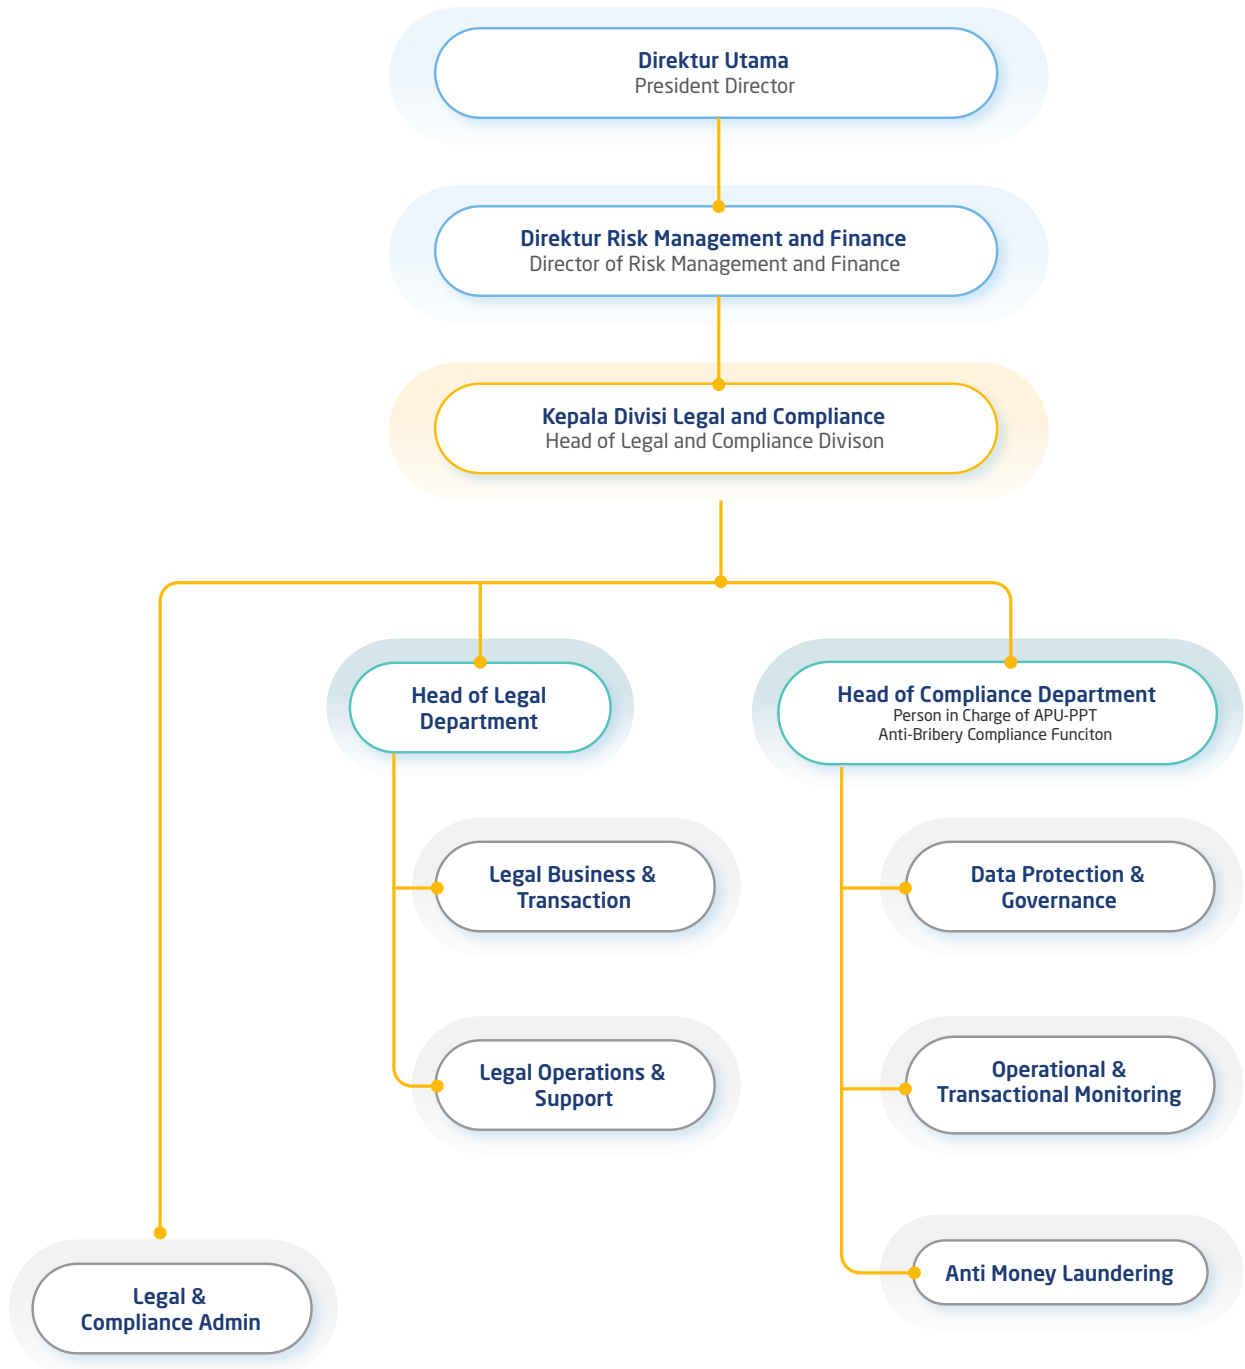 Direktur Utama
President Director
Direktur Risk Management and Finance
Director of Risk Management and Finance
Kepala Divisi Legal and Compliance
Head of Legal and Compliance Divison
Head of Legal
Department
Head of Compliance Department
Person in Charge of APU-PPT
Anti-Bribery Compliance Funciton
Legal Business &
Transaction
Data Protection &
Governance
Legal Operations &
Support
Operational &
Transactional Monitoring
Anti Money Laundering
Legal &
Compliance Admin